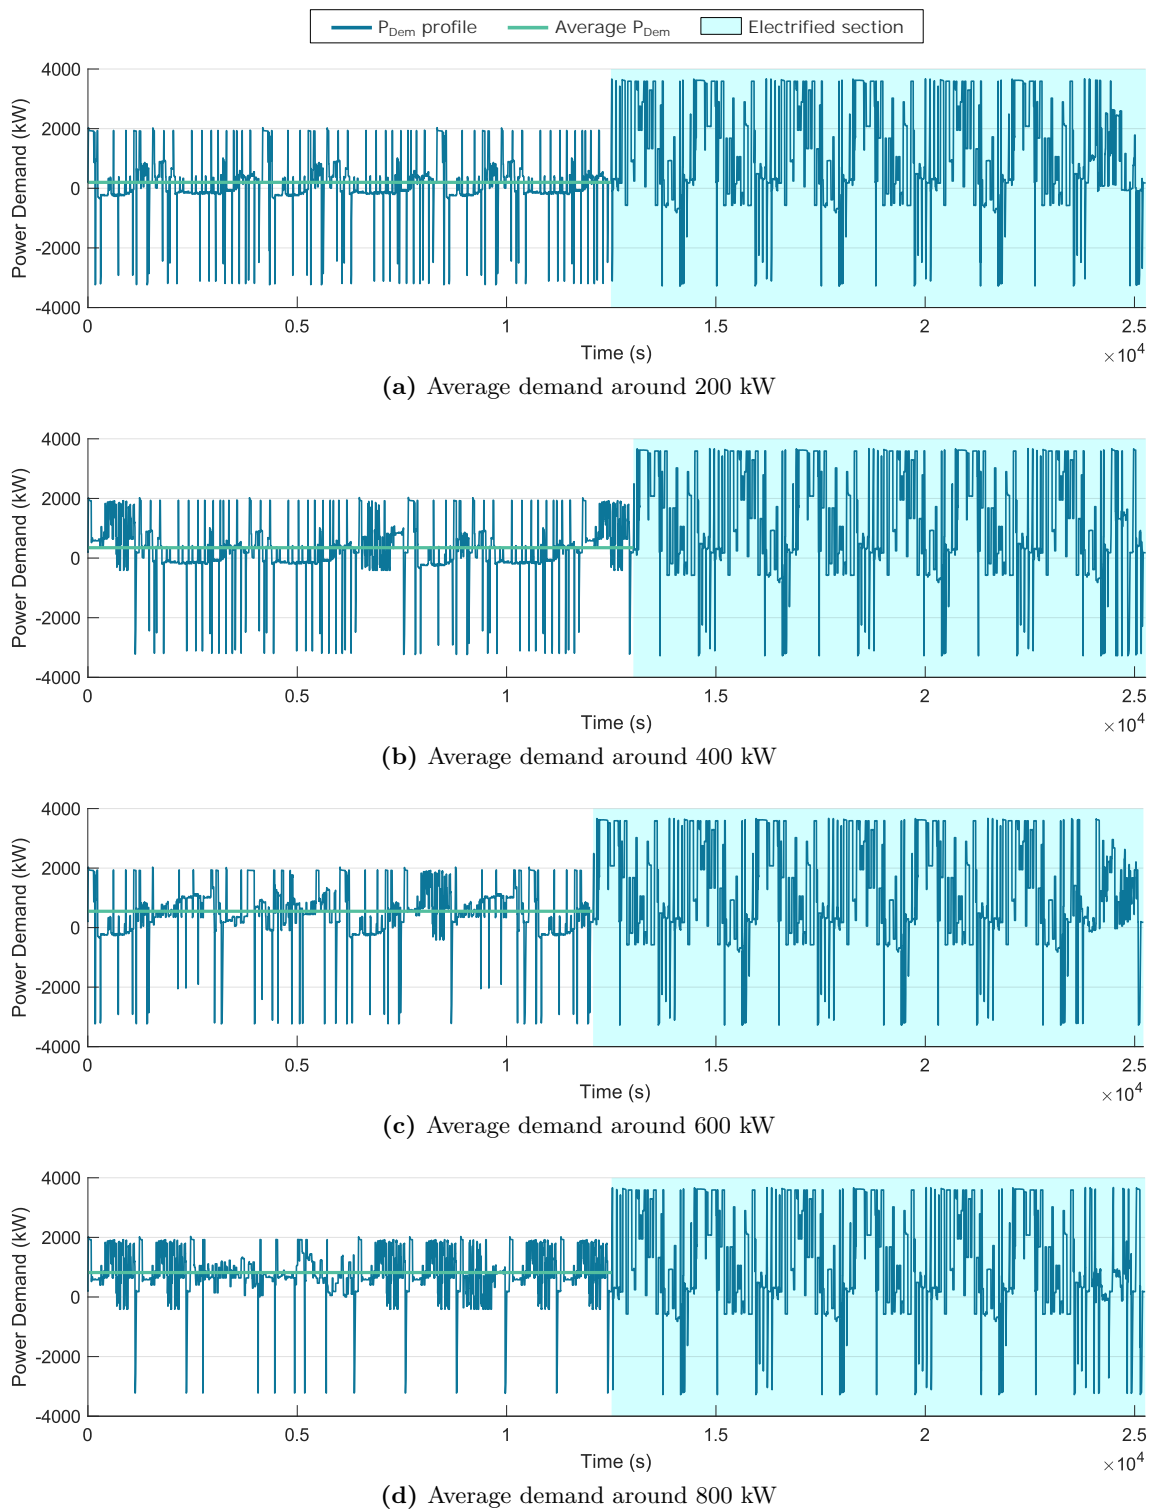 P_Dem profile Average P_Dem Electrified section
4000
2000
0
-2000
-4000
Power Demand (kW)
0 0.5 1 1.5 2 2.5
Time (s)
×10^4
(a) Average demand around 200 kW
4000
2000
0
-2000
-4000
Power Demand (kW)
0 0.5 1 1.5 2 2.5
Time (s)
×10^4
(b) Average demand around 400 kW
4000
2000
0
-2000
-4000
Power Demand (kW)
0 0.5 1 1.5 2 2.5
Time (s)
×10^4
(c) Average demand around 600 kW
4000
2000
0
-2000
-4000
Power Demand (kW)
0 0.5 1 1.5 2 2.5
Time (s)
×10^4
(d) Average demand around 800 kW